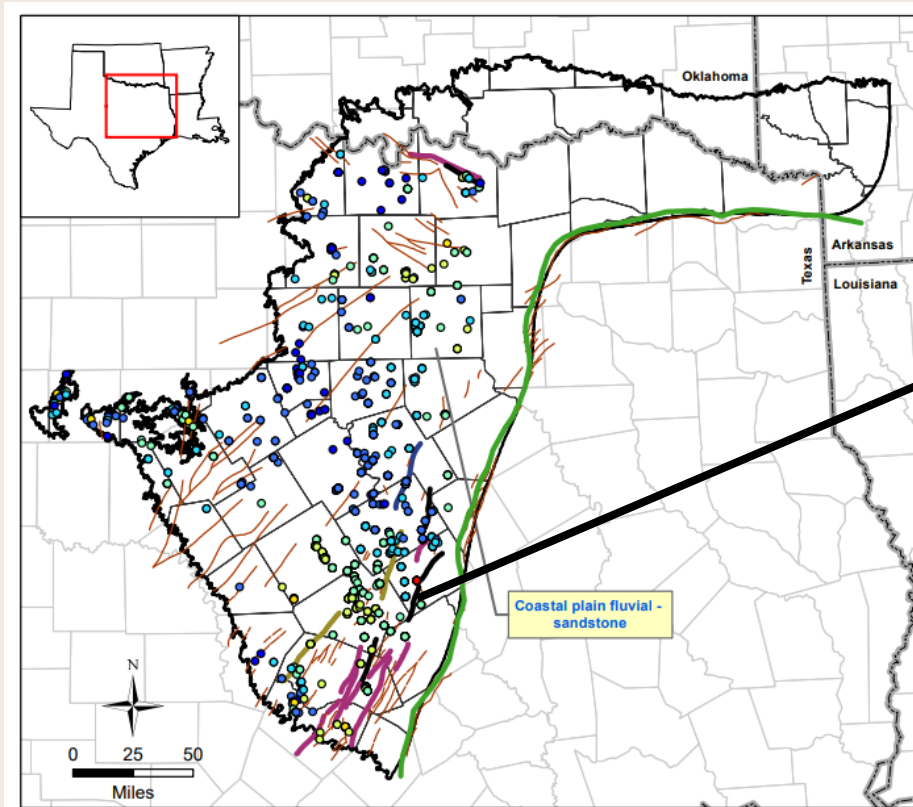 Oklahoma
Texas
Arkansas
Louisiana
Coastal plain fluvial -
sandstone
N
0 25 50
Miles